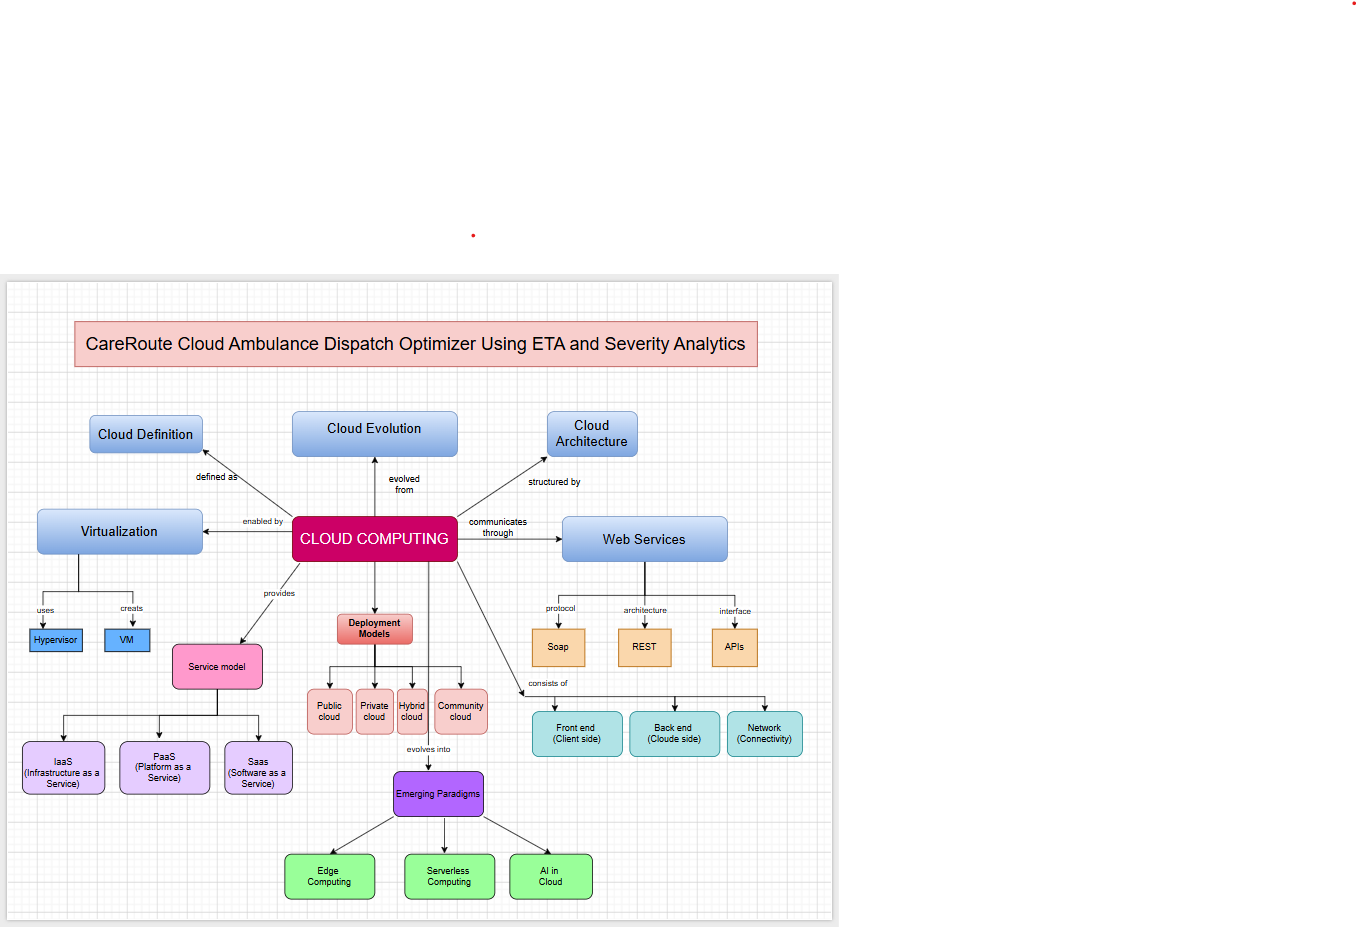 CareRoute Cloud Ambulance Dispatch Optimizer Using ETA and Severity Analytics
Cloud Definition
Cloud Evolution
Cloud
Architecture
defined as
evolved
from
structured by
Virtualization
enabled by
CLOUD COMPUTING
communicates
through
Web Services
provides
uses
creats
protocol
architecture
interface
Hypervisor
VM
Deployment
Models
Soap
REST
APIs
Service model
consists of
Public
cloud
Private
cloud
Hybrid
cloud
Community
cloud
Front end
(Client side)
Back end
(Cloude side)
Network
(Connectivity)
evolves into
IaaS
(Infrastructure as a
Service)
PaaS
(Platform as a
Service)
Saas
(Software as a
Service)
Emerging Paradigms
Edge
Computing
Serverless
Computing
AI in
Cloud